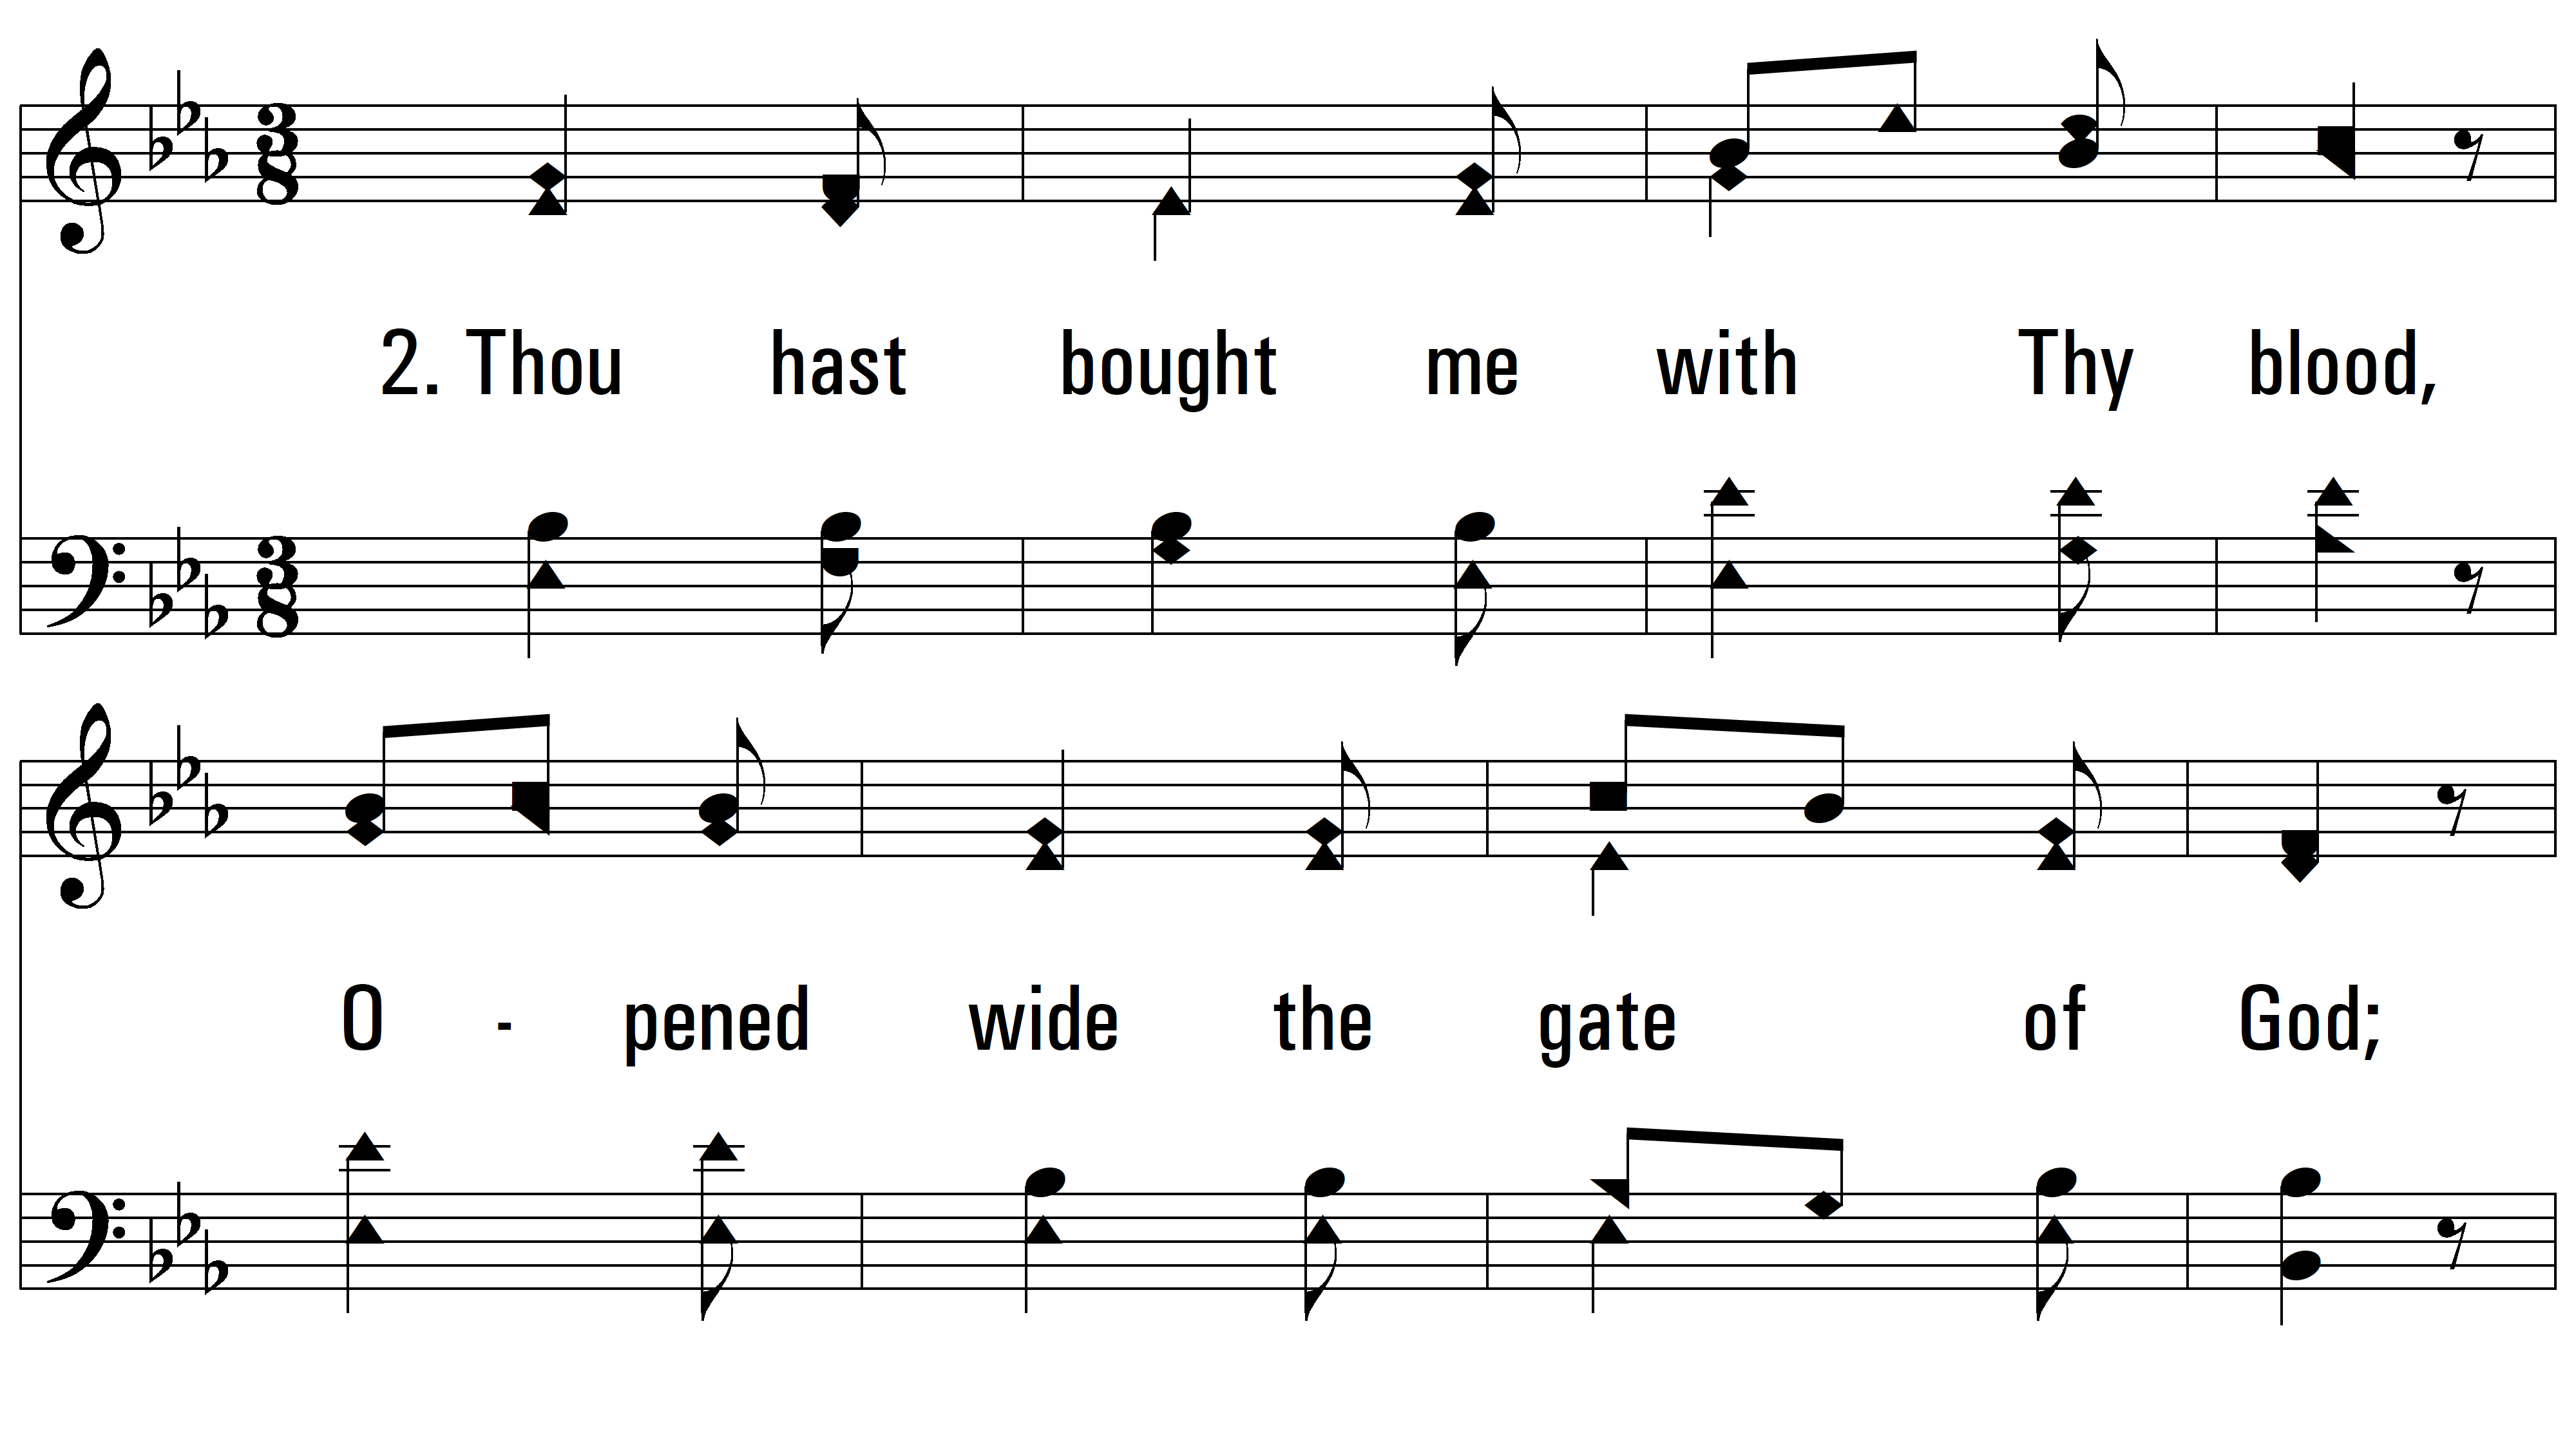 2. Thou hast bought me with Thy blood,
O - pened wide the gate of God;